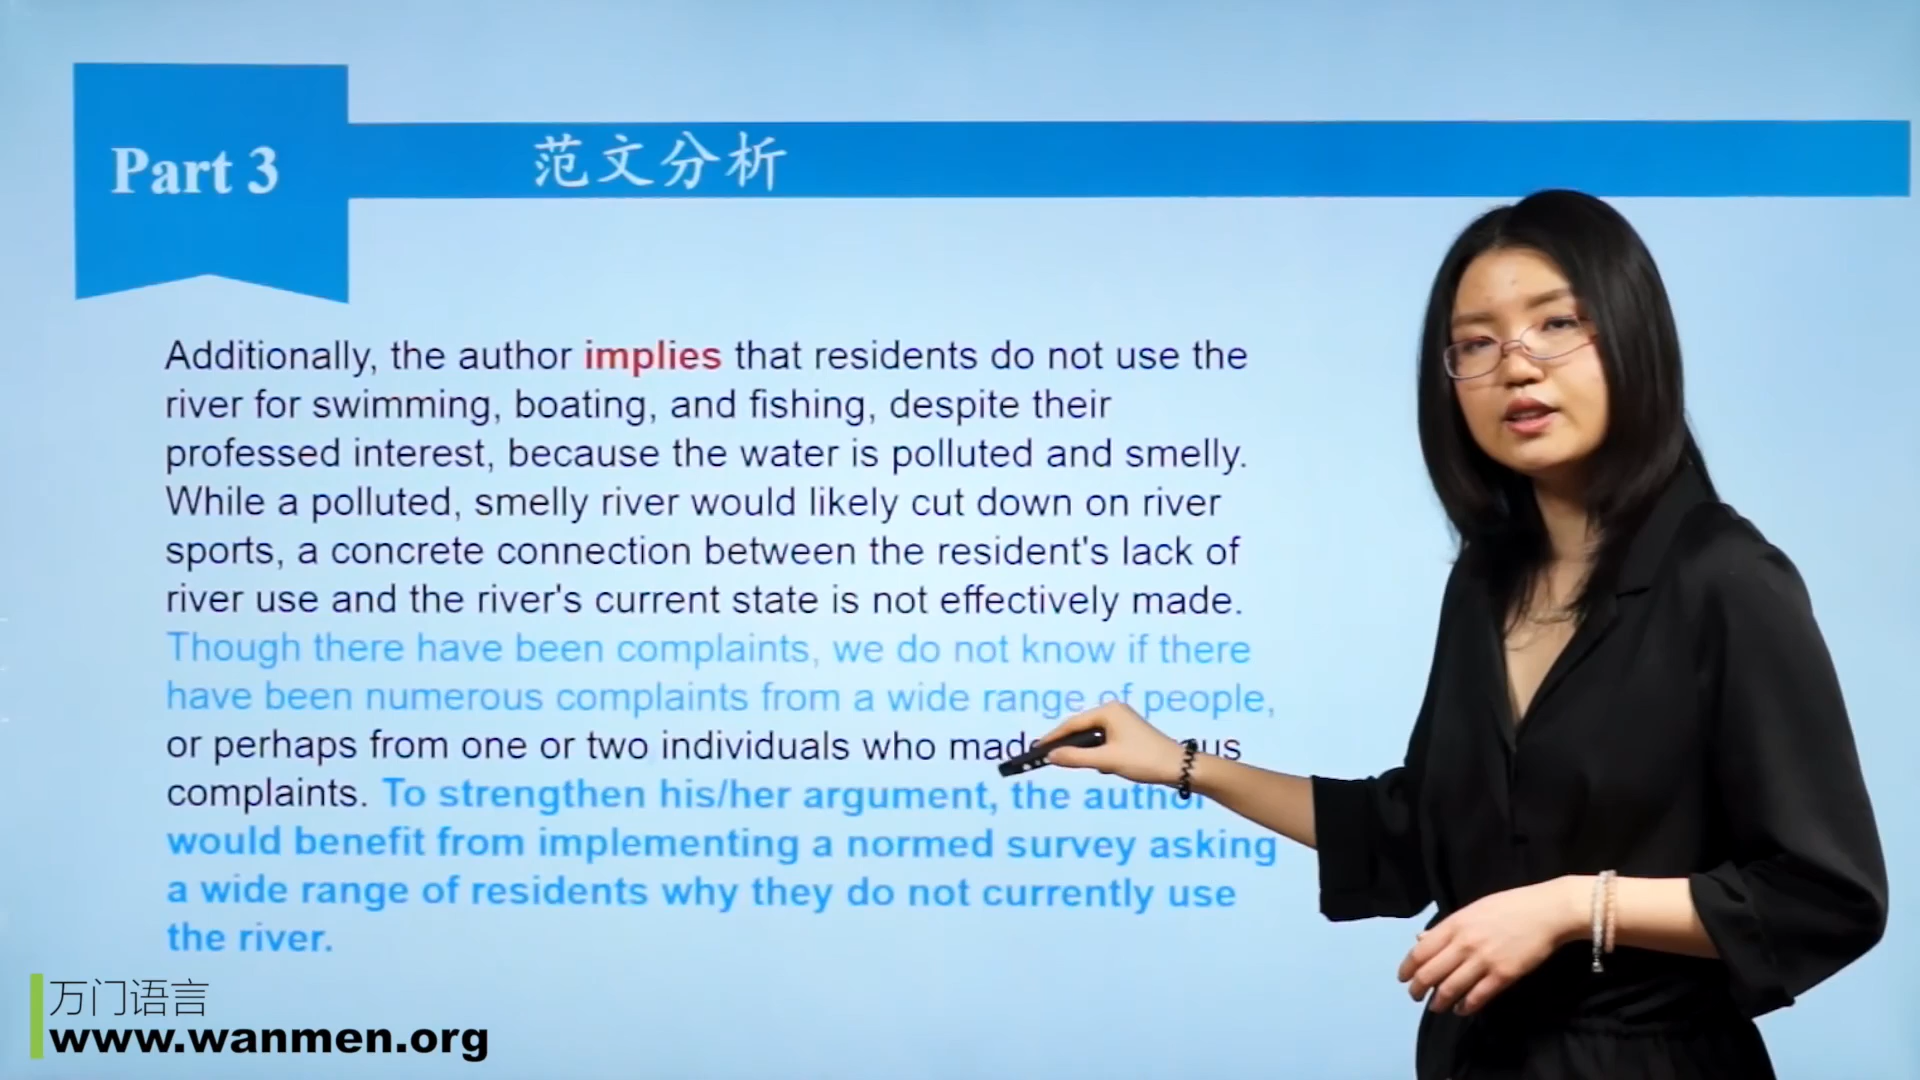 Part 3
范文分析
Additionally, the author implies that residents do not use the
river for swimming, boating, and fishing, despite their
professed interest, because the water is polluted and smelly.
While a polluted, smelly river would likely cut down on river
sports, a concrete connection between the resident's lack of
river use and the river's current state is not effectively made.
Though there have been complaints, we do not know if there
have been numerous complaints from a wide range of people,
or perhaps from one or two individuals who made
complaints. To strengthen his/her argument, the author
would benefit from implementing a normed survey asking
a wide range of residents why they do not currently use
the river.
万门语言
www.wanmen.org